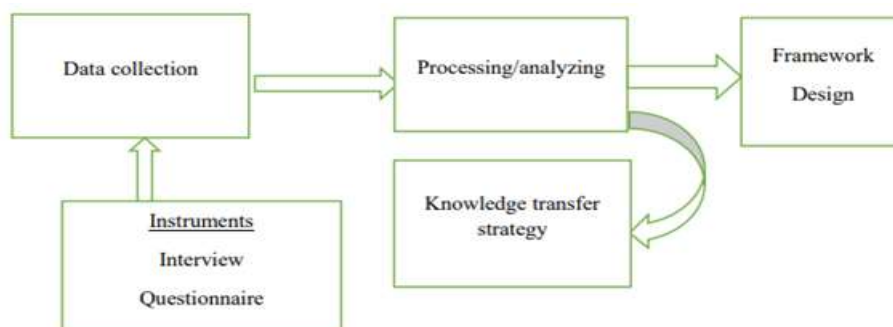 Data collection
Processing/analyzing
Framework
Design
Knowledge transfer
strategy
Instruments
Interview
Questionnaire